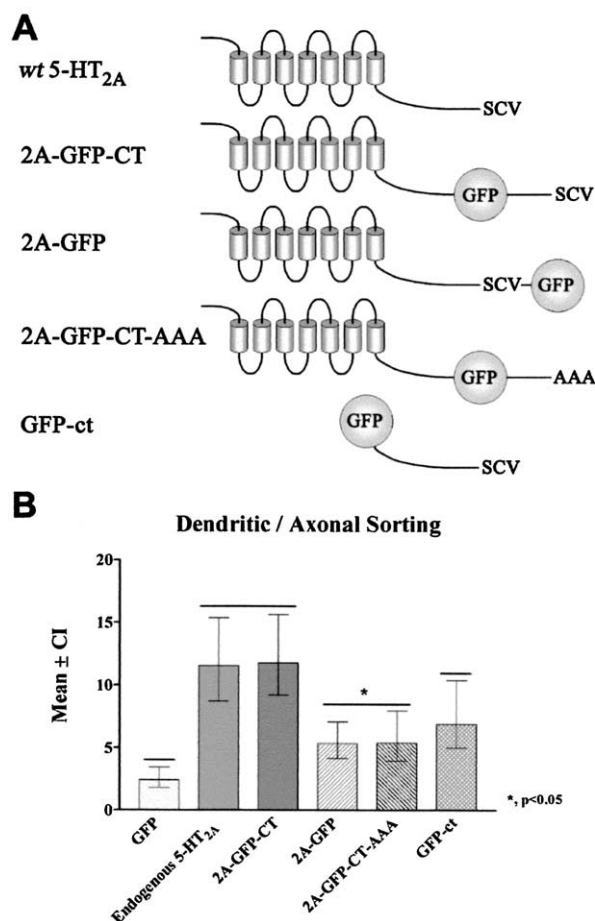 A
wt 5-HT2A
SCV
2A-GFP-CT
GFP
SCV
2A-GFP
SCV
GFP
2A-GFP-CT-AAA
GFP
AAA
GFP-ct
GFP
SCV
B
Dendritic / Axonal Sorting
Mean ± CI
20
15
10
5
0
*
*, p<0.05
GFP
Endogenous 5-HT2A
2A-GFP-CT
2A-GFP
2A-GFP-CT-AAA
GFP-ct